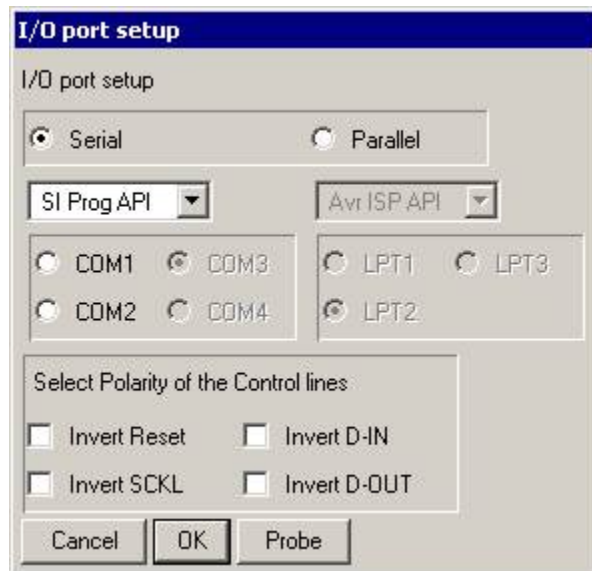 I/O port setup
I/O port setup
Serial Parallel
SI Prog API Avr ISP API
COM1 COM3 LPT1 LPT3
COM2 COM4 LPT2
Select Polarity of the Control lines
Invert Reset Invert D-IN
Invert SCKL Invert D-OUT
Cancel OK Probe